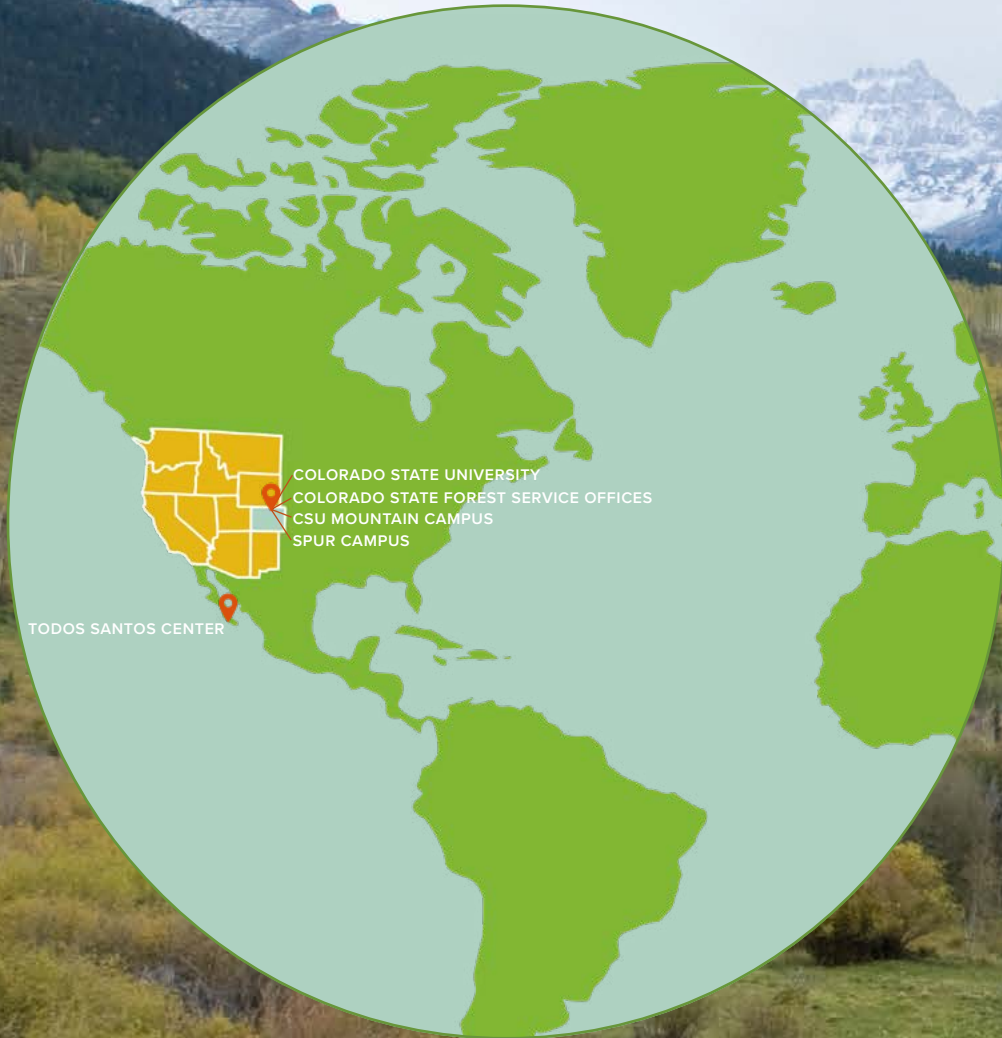 COLORADO STATE UNIVERSITY
COLORADO STATE FOREST SERVICE OFFICES
CSU MOUNTAIN CAMPUS
SPUR CAMPUS
TODOS SANTOS CENTER